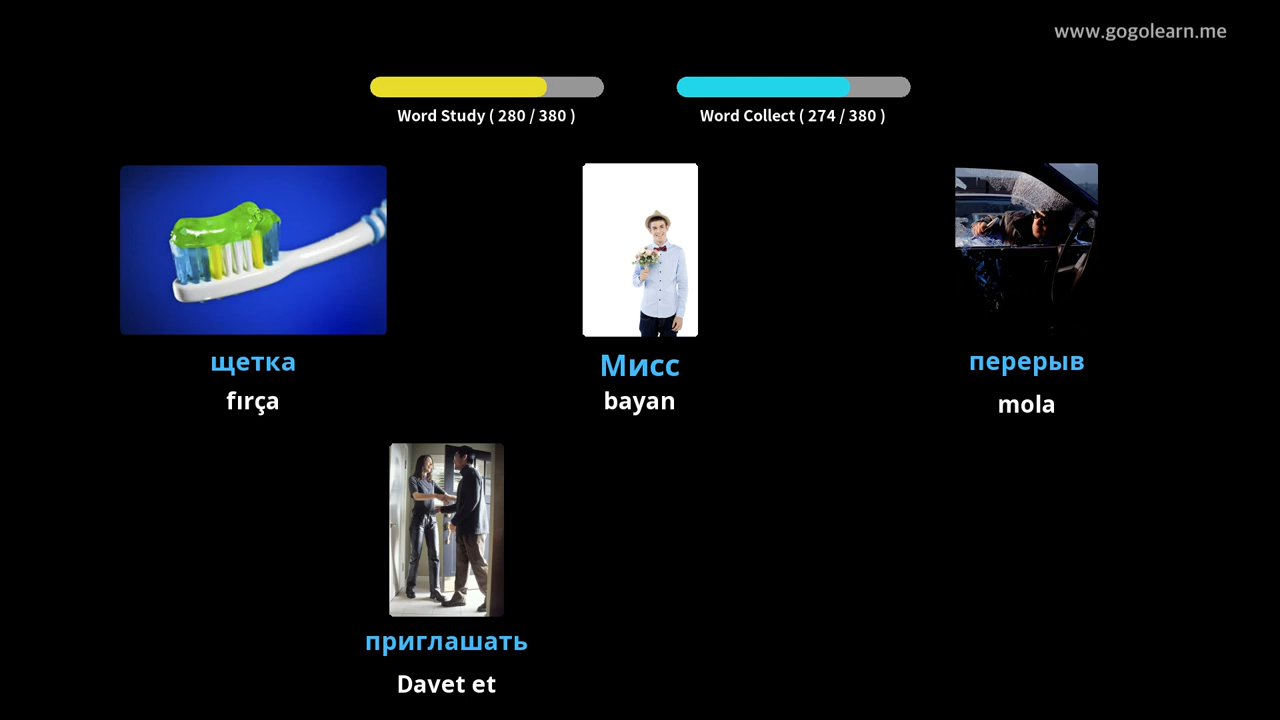 www.gogolearn.me
Word Study ( 280 / 380 )
Word Collect ( 274 / 380 )
щетка
fırça
Мисс
bayan
перерыв
mola
приглашать
Davet et